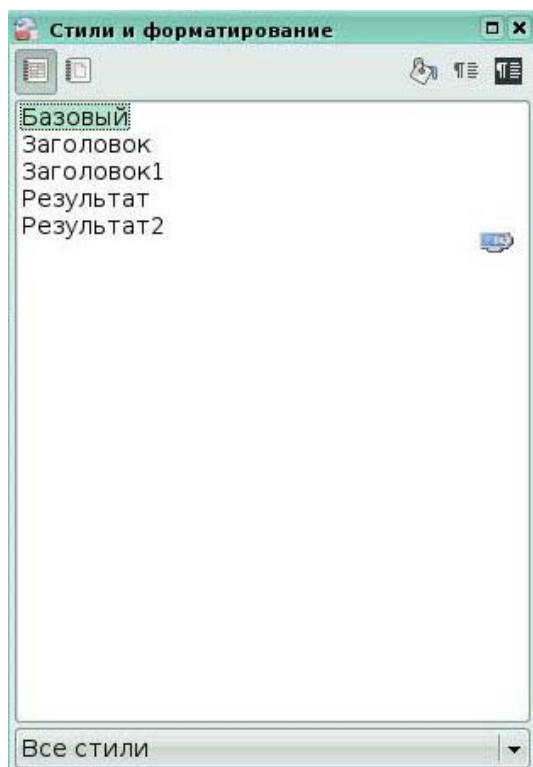 Стили и форматирование
Базовый
Заголовок
Заголовок1
Результат
Результат2
Все стили